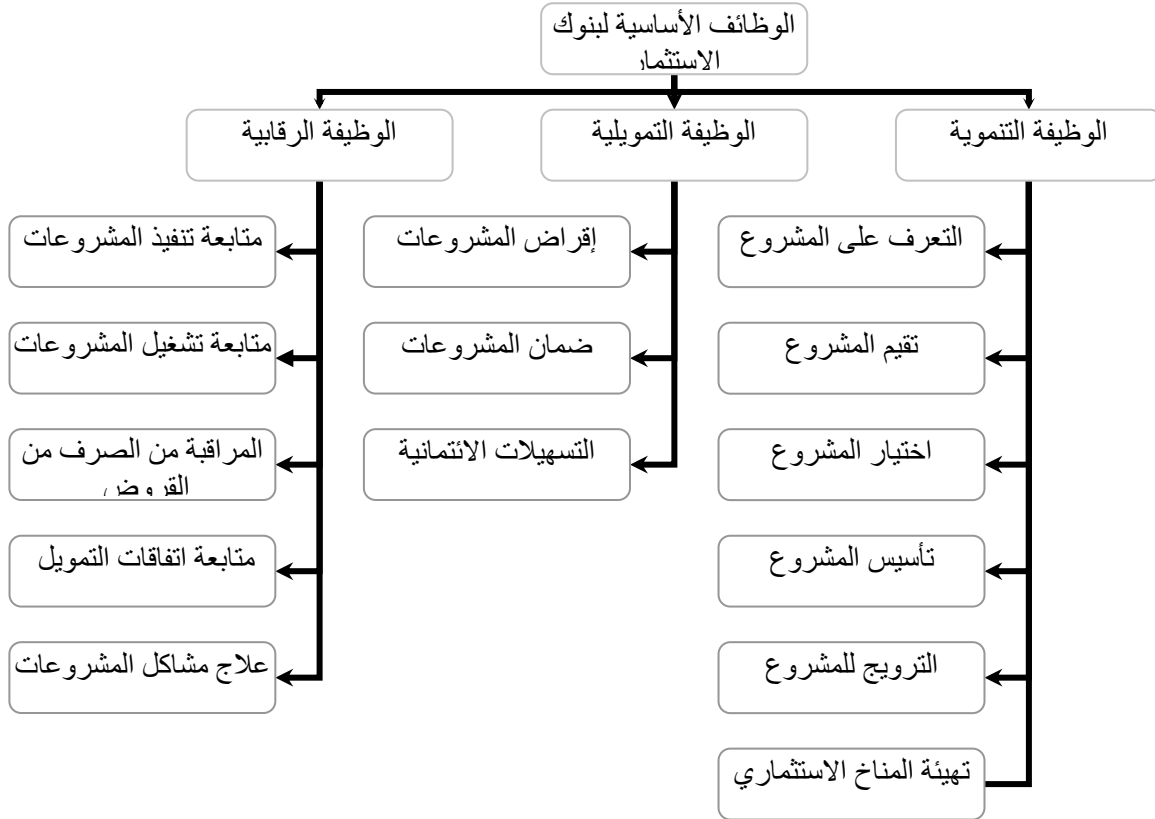 الوظائف الأساسية لبنوك
الاستثمار
الوظيفة التنموية
الوظيفة التمويلية
الوظيفة الرقابية
التعرف على المشروع
إقراض المشروعات
متابعة تنفيذ المشروعات
تقيم المشروع
ضمان المشروعات
متابعة تشغيل المشروعات
اختيار المشروع
التسهيلات الائتمانية
المراقبة من الصرف من
القروض
تأسيس المشروع
متابعة اتفاقات التمويل
الترويج للمشروع
علاج مشاكل المشروعات
تهيئة المناخ الاستثماري